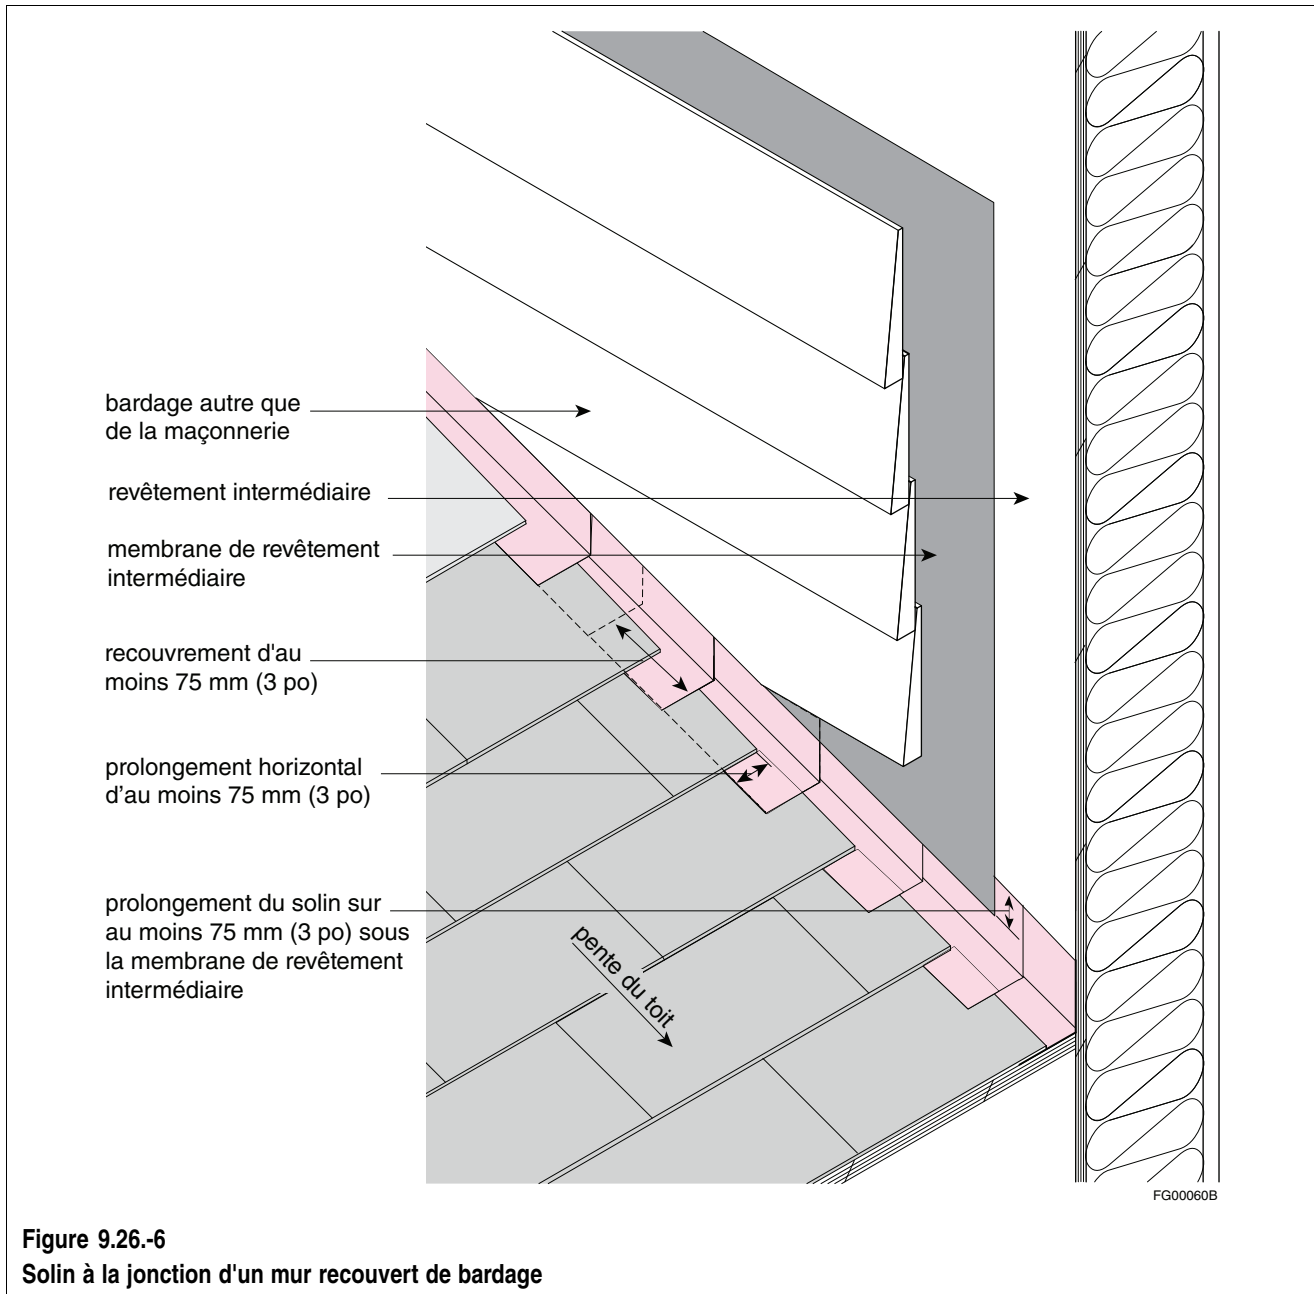 bardage autre que
de la maçonnerie
revêtement intermédiaire
membrane de revêtement
intermédiaire
recouvrement d'au
moins 75 mm (3 po)
prolongement horizontal
d’au moins 75 mm (3 po)
prolongement du solin sur
au moins 75 mm (3 po) sous
la membrane de revêtement
intermédiaire
pente du toit
FG00060B
Figure 9.26.-6
Solin à la jonction d'un mur recouvert de bardage